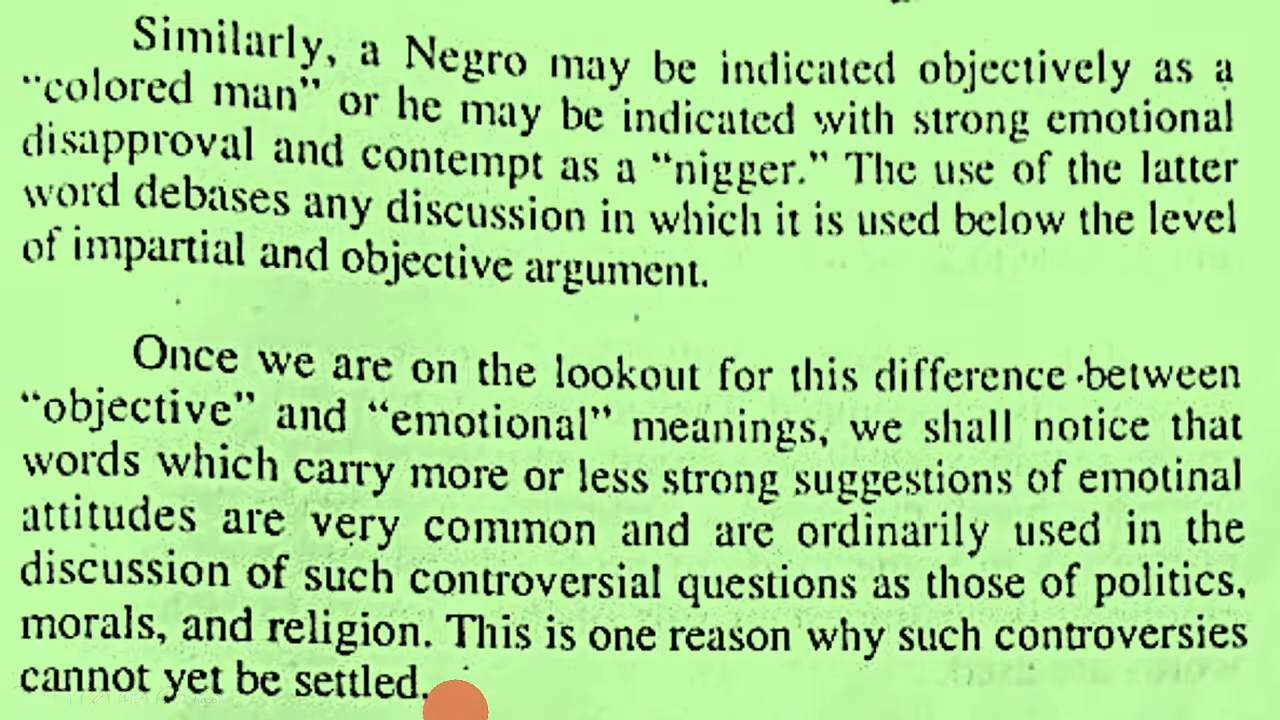 Similarly, a Negro may be indicated objectively as a
"colored man" or he may be indicated with strong emotional
disapproval and contempt as a "nigger." The use of the latter
word debases any discussion in which it is used below the level
of impartial and objective argument.
Once we are on the lookout for this difference between
"objective" and "emotional" meanings, we shall notice that
words which carry more or less strong suggestions of emotinal
attitudes are very common and are ordinarily used in the
discussion of such controversial questions as those of politics,
morals, and religion. This is one reason why such controversies
cannot yet be settled.